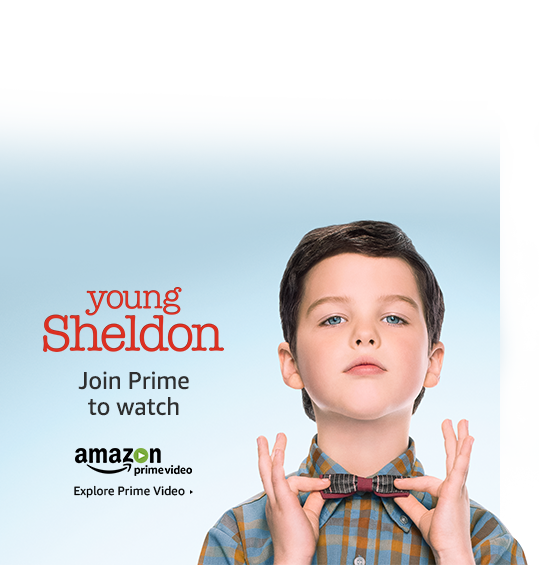 young
Sheldon
Join Prime
to watch
amazon
prime video
Explore Prime Video ▸